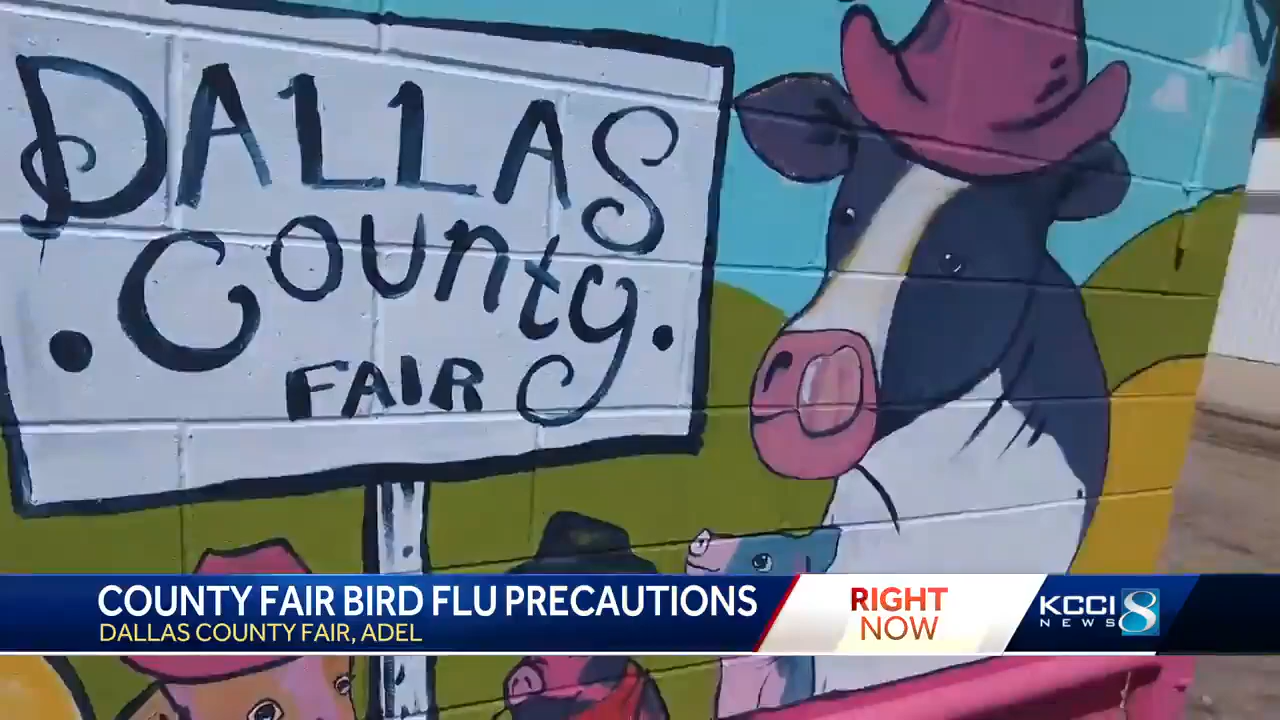 DALLAS
COUnty
FAIR
COUNTY FAIR BIRD FLU PRECAUTIONS
DALLAS COUNTY FAIR, ADEL
RIGHT
NOW
KCCI 8
NEWS